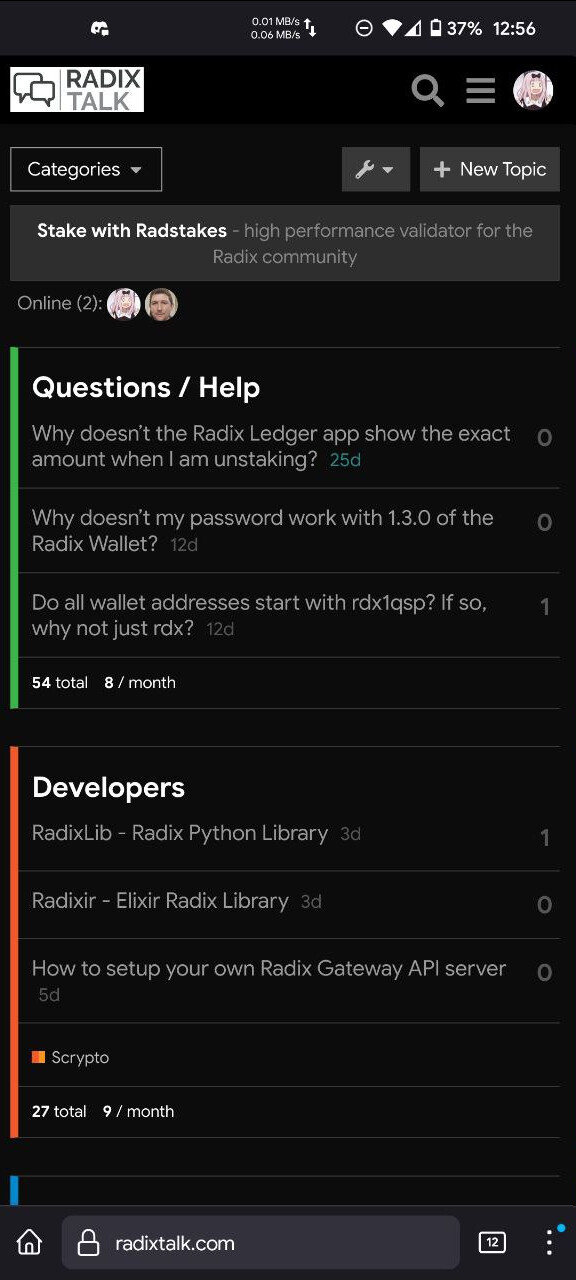 0.01 MB/s
0.06 MB/s
37% 12:56
RADIX
TALK
Categories
+ New Topic
Stake with Radstakes - high performance validator for the
Radix community
Online (2):
Questions / Help
Why doesn’t the Radix Ledger app show the exact 0
amount when I am unstaking? 25d
Why doesn’t my password work with 1.3.0 of the 0
Radix Wallet? 12d
Do all wallet addresses start with rdx1qsp? If so, 1
why not just rdx? 12d
54 total 8 / month
Developers
RadixLib - Radix Python Library 3d 1
Radixir - Elixir Radix Library 3d 0
How to setup your own Radix Gateway API server 0
5d
Scrypto
27 total 9 / month
radixtalk.com 12